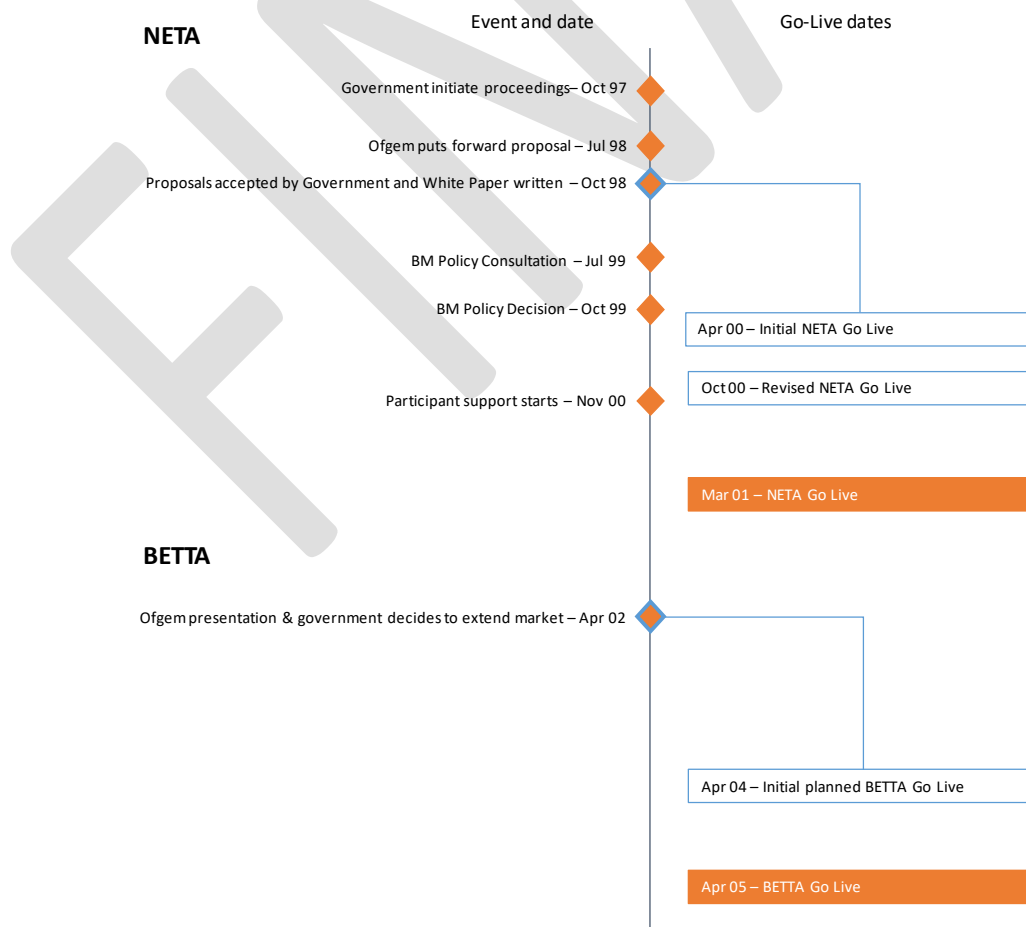 Event and date
Go-Live dates
NETA
Government initiate proceedings– Oct 97
Ofgem puts forward proposal – Jul 98
Proposals accepted by Government and White Paper written – Oct 98
BM Policy Consultation – Jul 99
BM Policy Decision – Oct 99
Apr 00 – Initial NETA Go Live
Oct 00 – Revised NETA Go Live
Participant support starts – Nov 00
Mar 01 – NETA Go Live
BETTA
Ofgem presentation & government decides to extend market – Apr 02
Apr 04 – Initial planned BETTA Go Live
Apr 05 – BETTA Go Live